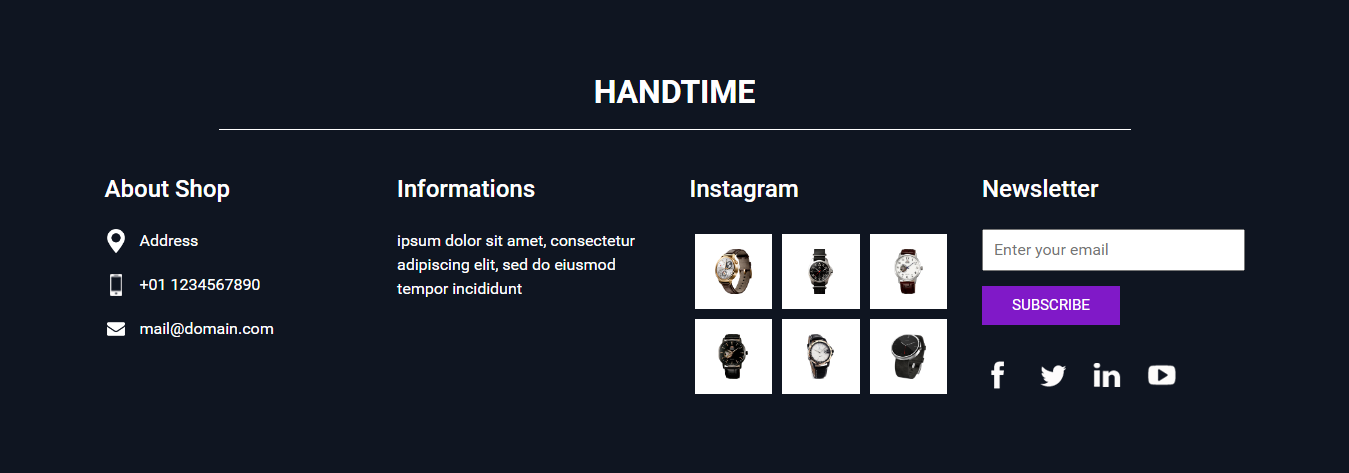 HANDTIME
About Shop
Address
+01 1234567890
mail@domain.com
Informations
ipsum dolor sit amet, consectetur
adipiscing elit, sed do eiusmod
tempor incididunt
Instagram
Newsletter
Enter your email
SUBSCRIBE